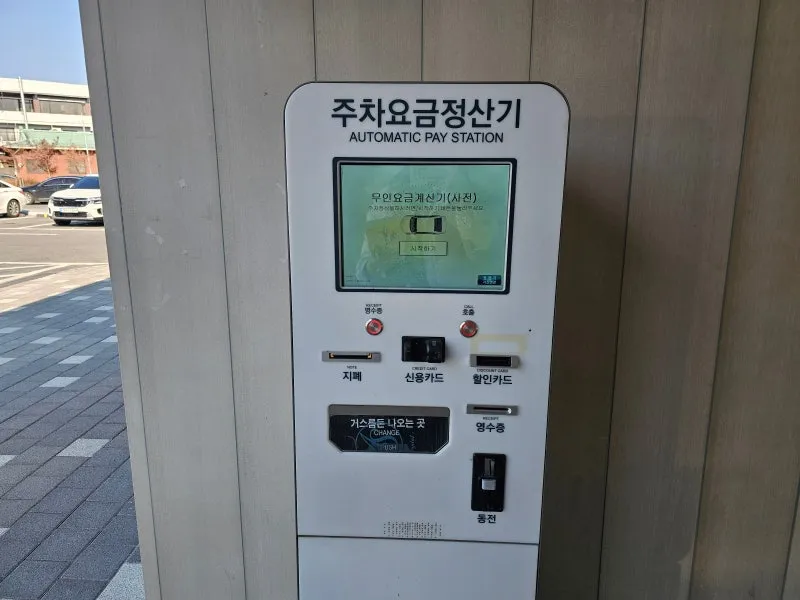 주차요금정산기
AUTOMATIC PAY STATION
무인요금계산기(사전)
시작하기
RECEIPT
영수증
CALL
호출
NOTE
지폐
CREDIT CARD
신용카드
DISCOUNT CARD
할인카드
거스름돈 나오는 곳
CHANGE
RECEIPT
영수증
동전